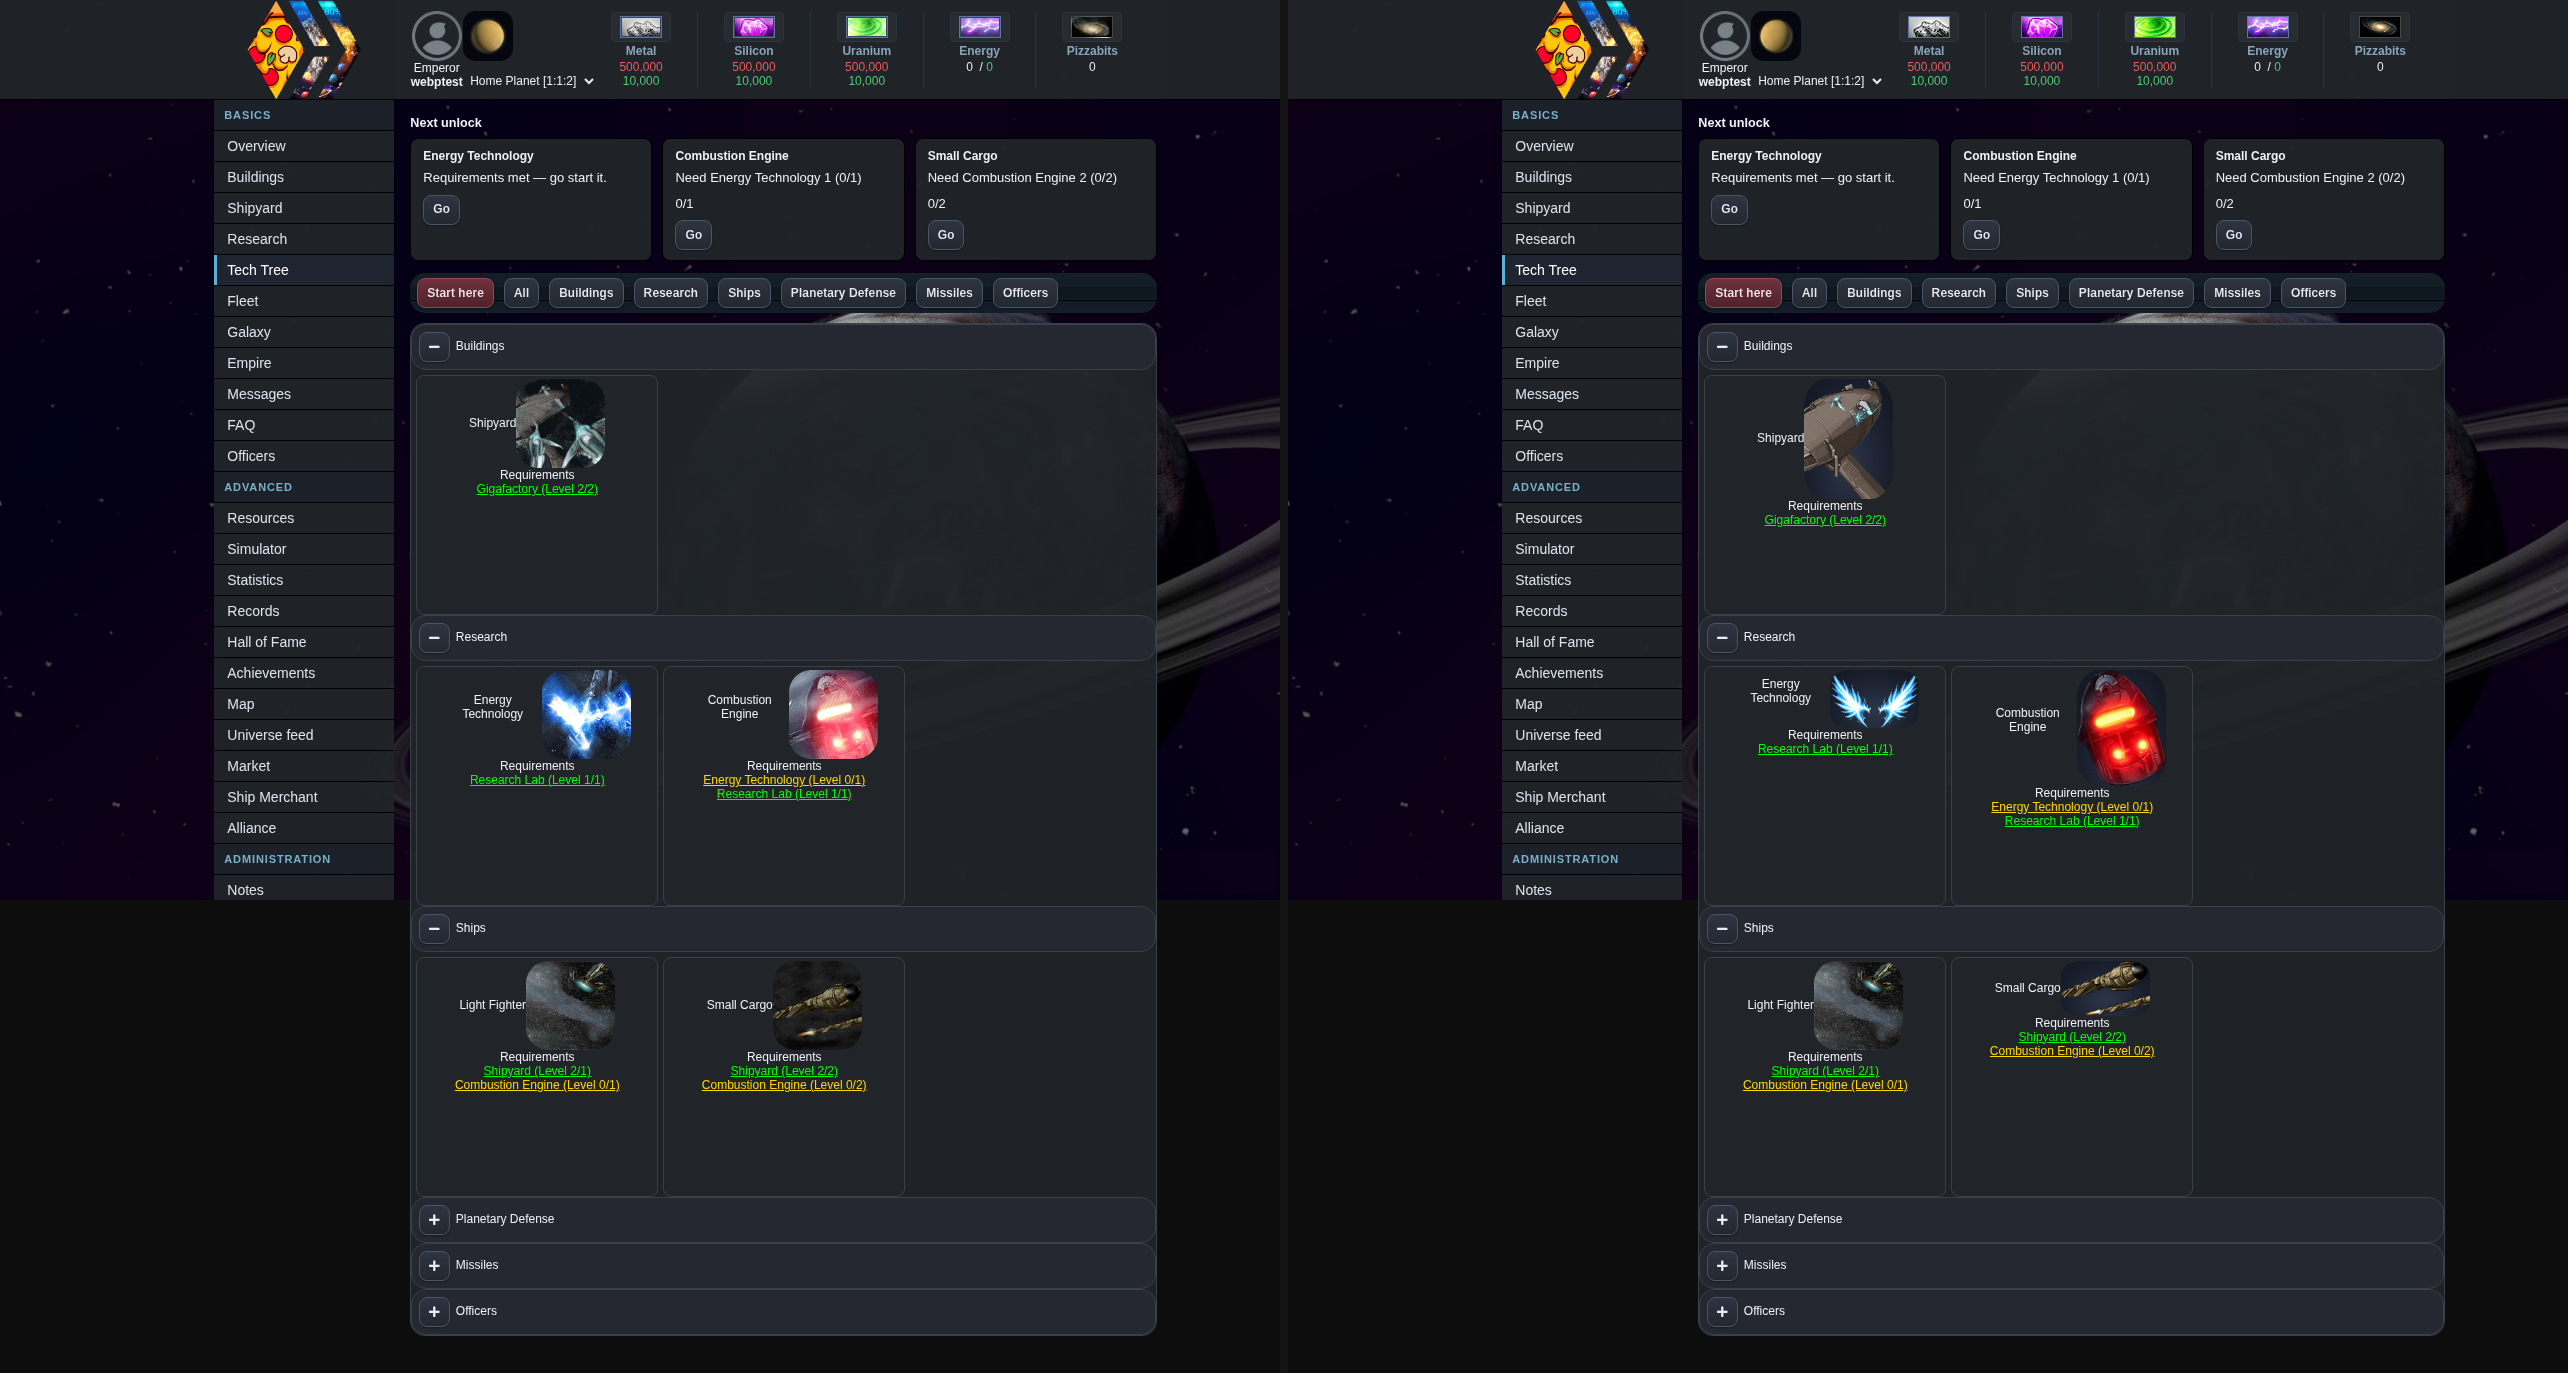 Emperor
webptest
Home Planet [1:1:2]
Metal
500,000
10,000
Silicon
500,000
10,000
Uranium
500,000
10,000
Energy
0 / 0
Pizzabits
0
BASICS
Overview
Buildings
Shipyard
Research
Tech Tree
Fleet
Galaxy
Empire
Messages
FAQ
Officers
ADVANCED
Resources
Simulator
Statistics
Records
Hall of Fame
Achievements
Map
Universe feed
Market
Ship Merchant
Alliance
ADMINISTRATION
Notes
Next unlock
Energy Technology
Requirements met — go start it.
Go
Combustion Engine
Need Energy Technology 1 (0/1)
0/1
Go
Small Cargo
Need Combustion Engine 2 (0/2)
0/2
Go
Start here
All
Buildings
Research
Ships
Planetary Defense
Missiles
Officers
Buildings
Shipyard
Requirements
Gigafactory (Level 2/2)
Research
Energy
Technology
Requirements
Research Lab (Level 1/1)
Combustion
Engine
Requirements
Energy Technology (Level 0/1)
Research Lab (Level 1/1)
Ships
Light Fighter
Requirements
Shipyard (Level 2/1)
Combustion Engine (Level 0/1)
Small Cargo
Requirements
Shipyard (Level 2/2)
Combustion Engine (Level 0/2)
Planetary Defense
Missiles
Officers
Emperor
webptest
Home Planet [1:1:2]
Metal
500,000
10,000
Silicon
500,000
10,000
Uranium
500,000
10,000
Energy
0 / 0
Pizzabits
0
BASICS
Overview
Buildings
Shipyard
Research
Tech Tree
Fleet
Galaxy
Empire
Messages
FAQ
Officers
ADVANCED
Resources
Simulator
Statistics
Records
Hall of Fame
Achievements
Map
Universe feed
Market
Ship Merchant
Alliance
ADMINISTRATION
Notes
Next unlock
Energy Technology
Requirements met — go start it.
Go
Combustion Engine
Need Energy Technology 1 (0/1)
0/1
Go
Small Cargo
Need Combustion Engine 2 (0/2)
0/2
Go
Start here
All
Buildings
Research
Ships
Planetary Defense
Missiles
Officers
Buildings
Shipyard
Requirements
Gigafactory (Level 2/2)
Research
Energy
Technology
Requirements
Research Lab (Level 1/1)
Combustion
Engine
Requirements
Energy Technology (Level 0/1)
Research Lab (Level 1/1)
Ships
Light Fighter
Requirements
Shipyard (Level 2/1)
Combustion Engine (Level 0/1)
Small Cargo
Requirements
Shipyard (Level 2/2)
Combustion Engine (Level 0/2)
Planetary Defense
Missiles
Officers